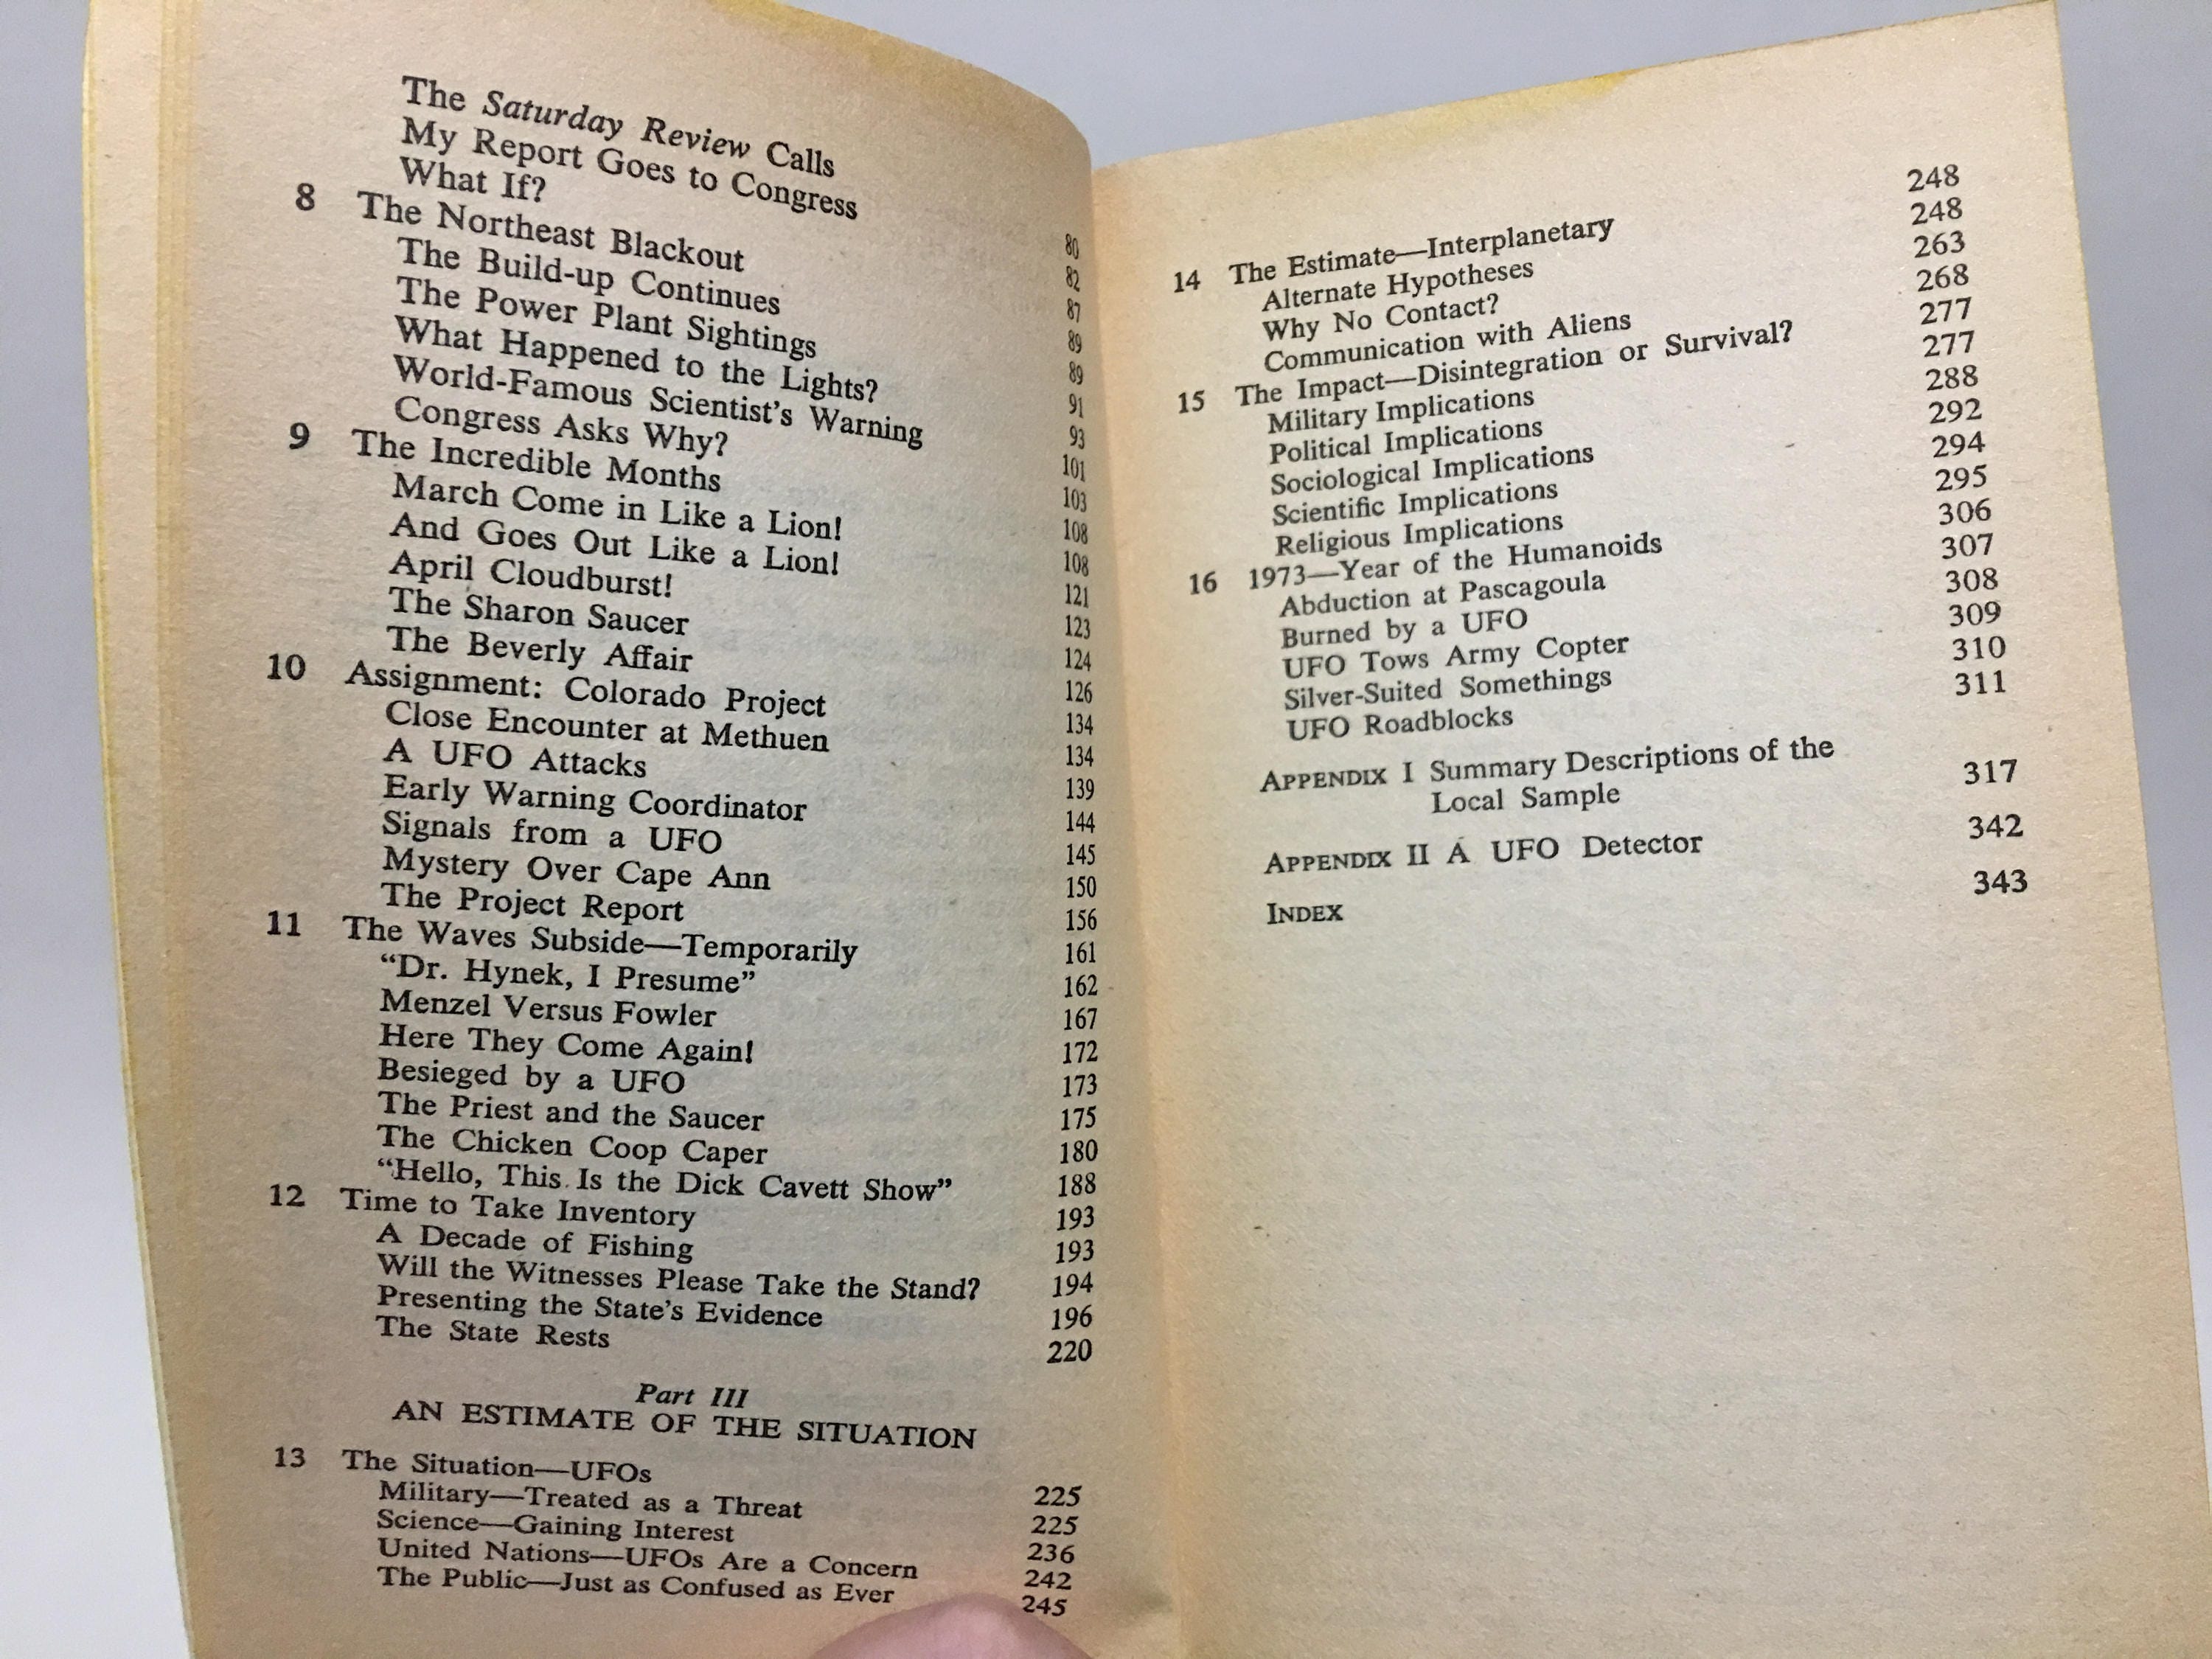 The Saturday Review Calls 80
My Report Goes to Congress 82
What If? 87
8 The Northeast Blackout 89
The Build-up Continues 89
The Power Plant Sightings 91
What Happened to the Lights? 93
World-Famous Scientist's Warning 101
Congress Asks Why? 103
9 The Incredible Months 108
March Come in Like a Lion! 108
And Goes Out Like a Lion! 121
April Cloudburst! 123
The Sharon Saucer 124
The Beverly Affair 126
10 Assignment: Colorado Project 134
Close Encounter at Methuen 134
A UFO Attacks 139
Early Warning Coordinator 144
Signals from a UFO 145
Mystery Over Cape Ann 150
The Project Report 156
11 The Waves Subside—Temporarily 161
“Dr. Hynek, I Presume” 162
Menzel Versus Fowler 167
Here They Come Again! 172
Besieged by a UFO 173
The Priest and the Saucer 175
The Chicken Coop Caper 180
“Hello, This Is the Dick Cavett Show” 188
12 Time to Take Inventory 193
A Decade of Fishing 193
Will the Witnesses Please Take the Stand? 194
Presenting the State's Evidence 196
The State Rests 220
Part III
AN ESTIMATE OF THE SITUATION
13 The Situation—UFOs 225
Military—Treated as a Threat 225
Science—Gaining Interest 236
United Nations—UFOs Are a Concern 242
The Public—Just as Confused as Ever 245
14 The Estimate—Interplanetary 248
Alternate Hypotheses 248
Why No Contact? 263
Communication with Aliens 268
15 The Impact—Disintegration or Survival? 277
Military Implications 277
Political Implications 288
Sociological Implications 292
Scientific Implications 294
Religious Implications 295
16 1973—Year of the Humanoids 306
Abduction at Pascagoula 307
Burned by a UFO 308
UFO Tows Army Copter 309
Silver-Suited Somethings 310
UFO Roadblocks 311
APPENDIX I Summary Descriptions of the
Local Sample 317
APPENDIX II A UFO Detector 342
INDEX 343